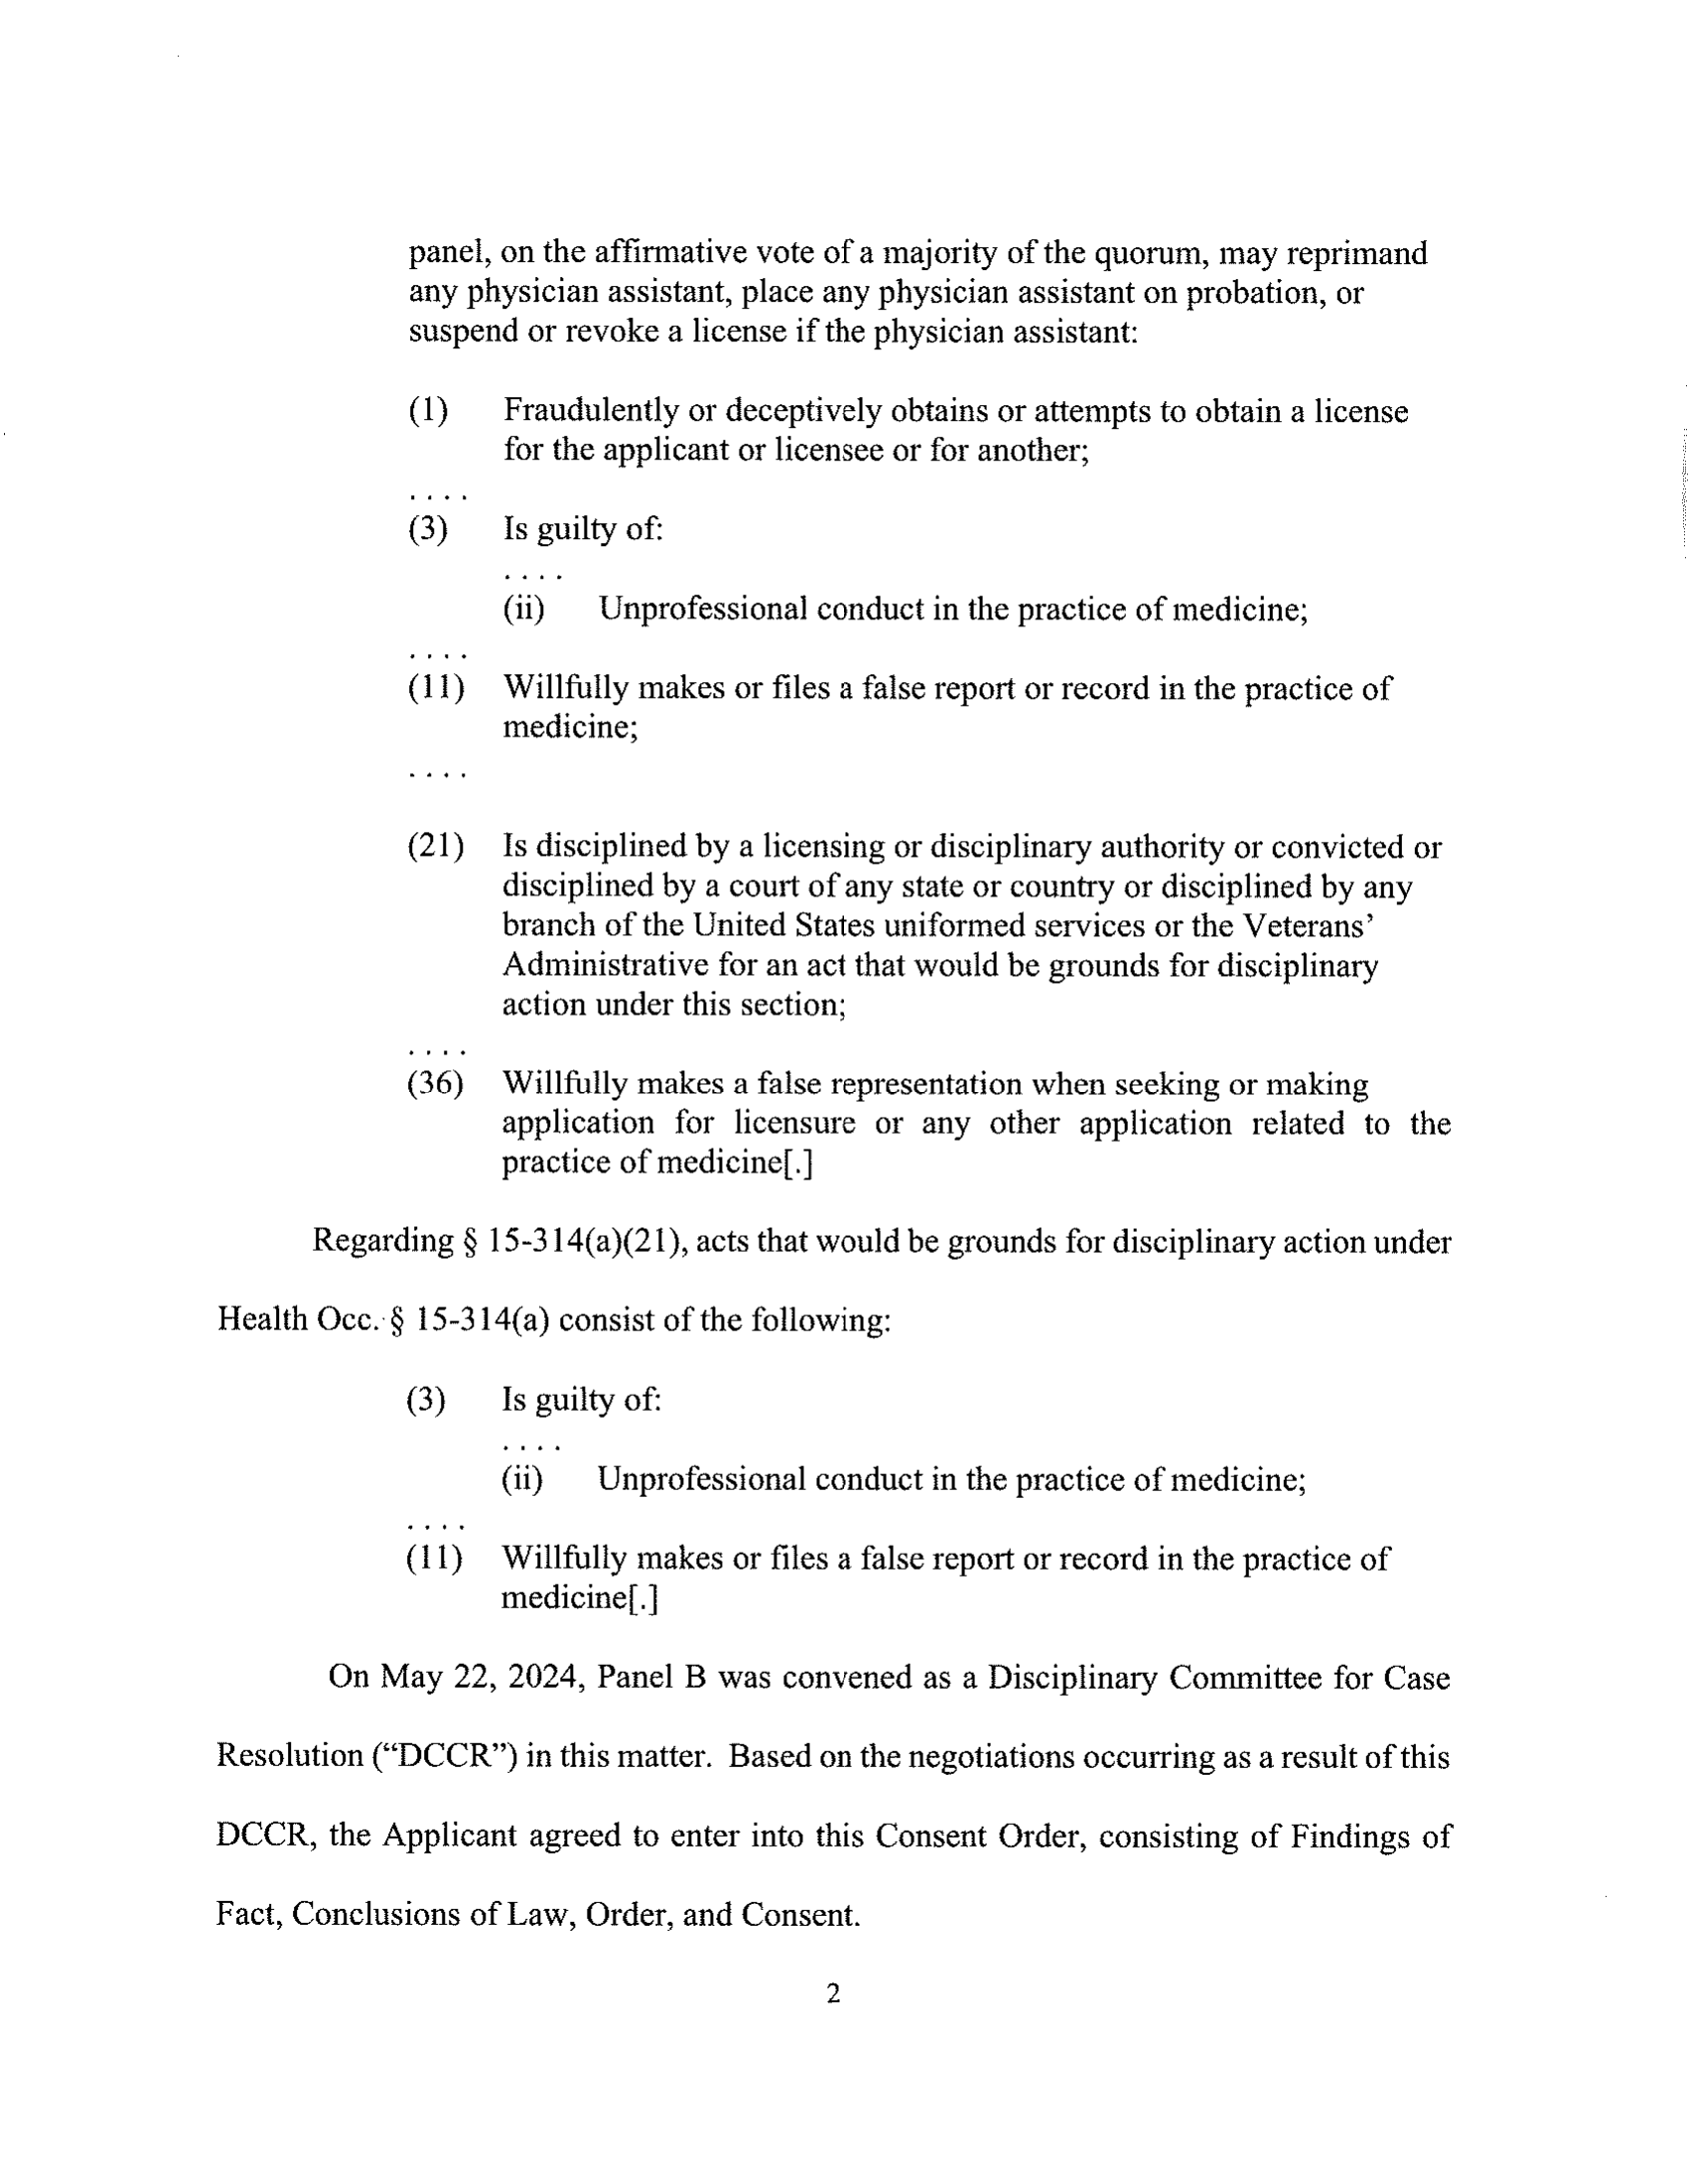 panel, on the affirmative vote of a majority of the quorum, may reprimand
any physician assistant, place any physician assistant on probation, or
suspend or revoke a license if the physician assistant:
(1) Fraudulently or deceptively obtains or attempts to obtain a license
for the applicant or licensee or for another;
. . . .
(3) Is guilty of:
. . . .
(ii) Unprofessional conduct in the practice of medicine;
. . . .
(11) Willfully makes or files a false report or record in the practice of
medicine;
. . . .
(21) Is disciplined by a licensing or disciplinary authority or convicted or
disciplined by a court of any state or country or disciplined by any
branch of the United States uniformed services or the Veterans’
Administrative for an act that would be grounds for disciplinary
action under this section;
. . . .
(36) Willfully makes a false representation when seeking or making
application for licensure or any other application related to the
practice of medicine[.]
Regarding § 15-314(a)(21), acts that would be grounds for disciplinary action under
Health Occ. § 15-314(a) consist of the following:
(3) Is guilty of:
. . . .
(ii) Unprofessional conduct in the practice of medicine;
. . . .
(11) Willfully makes or files a false report or record in the practice of
medicine[.]
On May 22, 2024, Panel B was convened as a Disciplinary Committee for Case
Resolution (“DCCR”) in this matter.  Based on the negotiations occurring as a result of this
DCCR, the Applicant agreed to enter into this Consent Order, consisting of Findings of
Fact, Conclusions of Law, Order, and Consent.
2